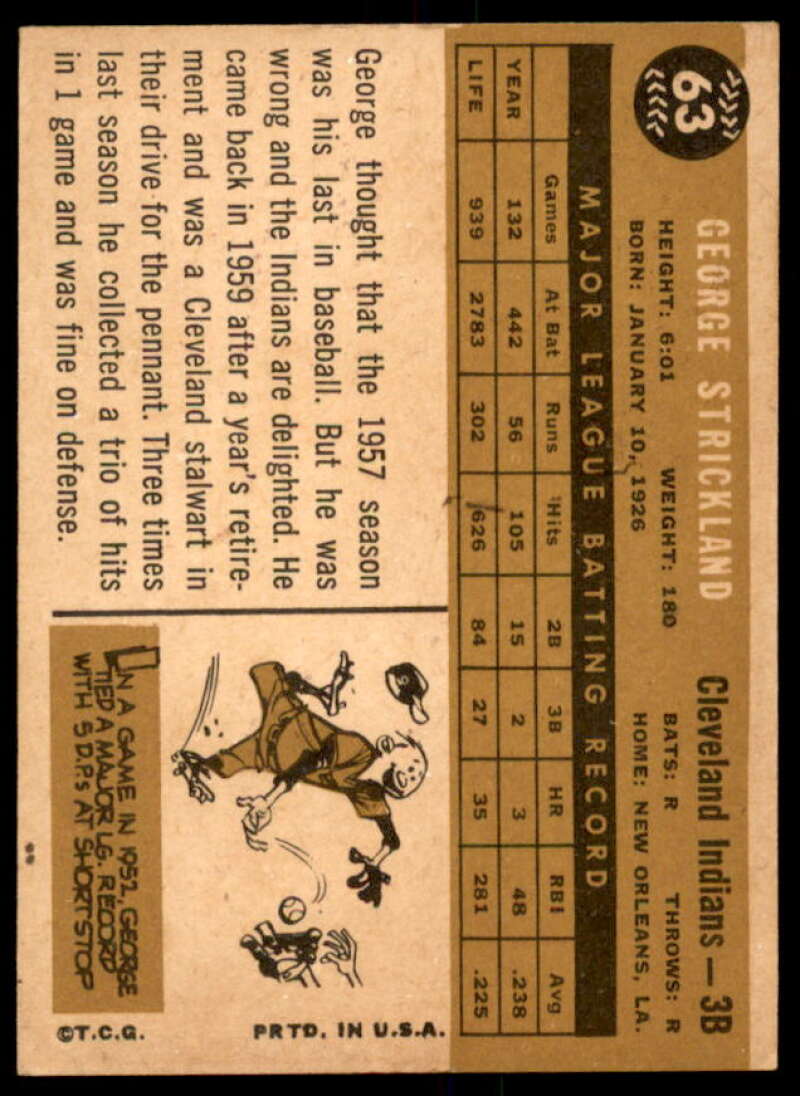 63
GEORGE STRICKLAND Cleveland Indians — 3B
HEIGHT: 6:01 WEIGHT: 180 BATS: R THROWS: R
BORN: JANUARY 10, 1926 HOME: NEW ORLEANS, LA.
MAJOR LEAGUE BATTING RECORD
Games At Bat Runs Hits 2B 3B HR RBI Avg
YEAR 132 442 56 105 15 2 3 48 .238
LIFE 939 2783 302 626 84 27 35 281 .225
George thought that the 1957 season
was his last in baseball. But he was
wrong and the Indians are delighted. He
came back in 1959 after a year's retire-
ment and was a Cleveland stalwart in
their drive for the pennant. Three times
last season he collected a trio of hits
in 1 game and was fine on defense.
IN A GAME IN 1952, GEORGE
TIED A MAJOR LG. RECORD
WITH 5 D.P.s AT SHORTSTOP
PRTD. IN U.S.A.
©T.C.G.